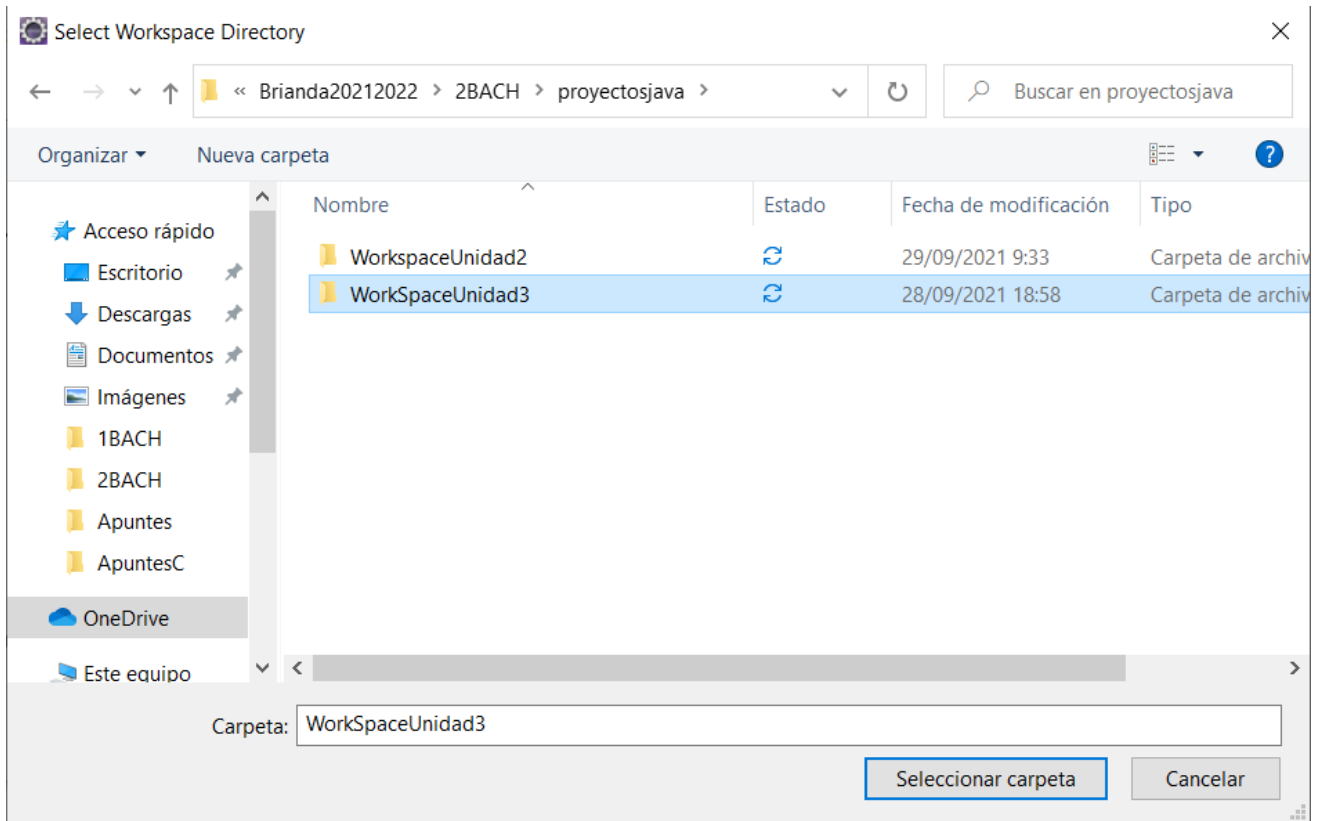 Select Workspace Directory
« Brianda20212022 > 2BACH > proyectosjava > Buscar en proyectosjava
Organizar Nueva carpeta ?
Nombre Estado Fecha de modificación Tipo
Acceso rápido
Escritorio
Descargas
Documentos
Imágenes
1BACH
2BACH
Apuntes
ApuntesC
OneDrive
Este equipo
WorkspaceUnidad2 29/09/2021 9:33 Carpeta de archiv
WorkSpaceUnidad3 28/09/2021 18:58 Carpeta de archiv
Carpeta: WorkSpaceUnidad3
Seleccionar carpeta Cancelar